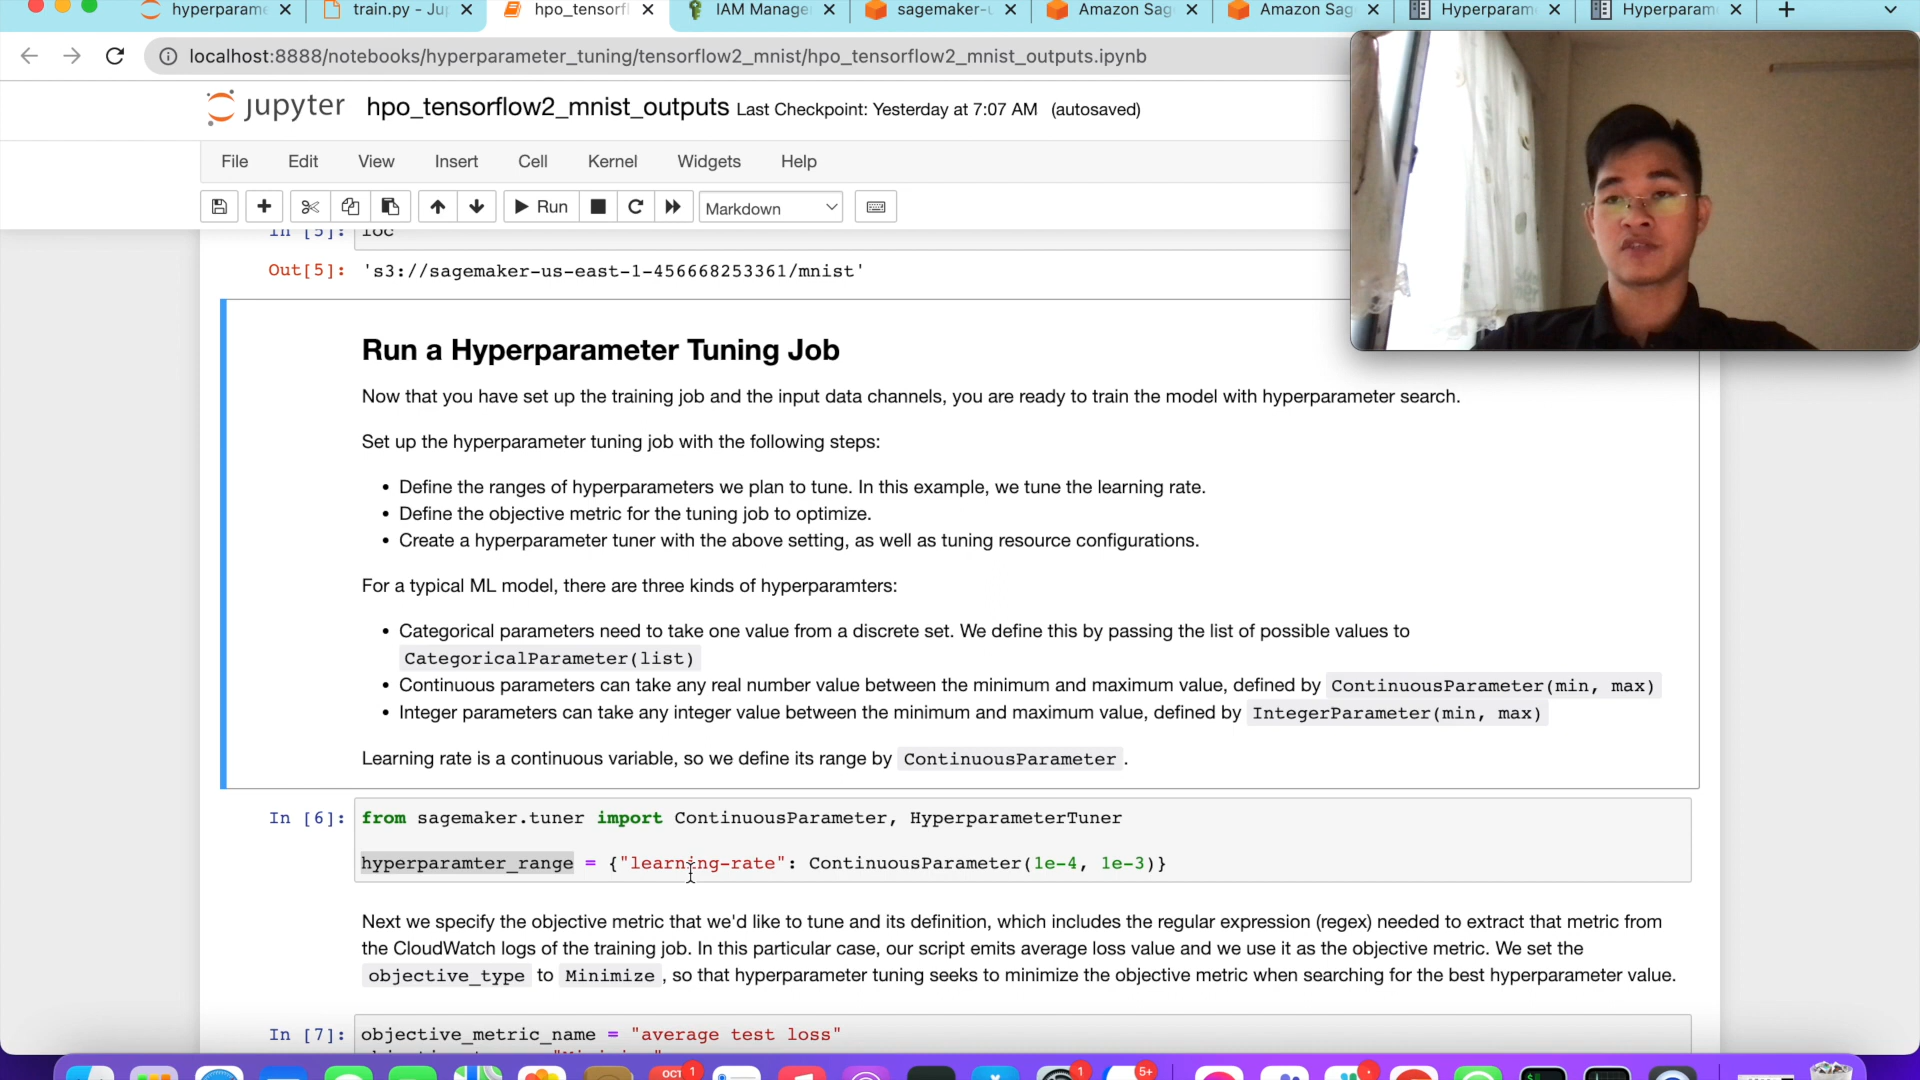 hyperparame
train.py - Jup
hpo_tensorfl
IAM Manage
sagemaker-u
Amazon Sag
Amazon Sag
Hyperparam
Hyperparam
localhost:8888/notebooks/hyperparameter_tuning/tensorflow2_mnist/hpo_tensorflow2_mnist_outputs.ipynb
jupyter hpo_tensorflow2_mnist_outputs Last Checkpoint: Yesterday at 7:07 AM (autosaved)
File Edit View Insert Cell Kernel Widgets Help
Run Markdown
In [5]: loc
Out[5]: 's3://sagemaker-us-east-1-456668253361/mnist'
Run a Hyperparameter Tuning Job
Now that you have set up the training job and the input data channels, you are ready to train the model with hyperparameter search.
Set up the hyperparameter tuning job with the following steps:
• Define the ranges of hyperparameters we plan to tune. In this example, we tune the learning rate.
• Define the objective metric for the tuning job to optimize.
• Create a hyperparameter tuner with the above setting, as well as tuning resource configurations.
For a typical ML model, there are three kinds of hyperparamters:
• Categorical parameters need to take one value from a discrete set. We define this by passing the list of possible values to
CategoricalParameter(list)
• Continuous parameters can take any real number value between the minimum and maximum value, defined by ContinuousParameter(min, max)
• Integer parameters can take any integer value between the minimum and maximum value, defined by IntegerParameter(min, max)
Learning rate is a continuous variable, so we define its range by ContinuousParameter .
In [6]: from sagemaker.tuner import ContinuousParameter, HyperparameterTuner
hyperparamter_range = {"learning-rate": ContinuousParameter(1e-4, 1e-3)}
Next we specify the objective metric that we'd like to tune and its definition, which includes the regular expression (regex) needed to extract that metric from
the CloudWatch logs of the training job. In this particular case, our script emits average loss value and we use it as the objective metric. We set the
objective_type to Minimize , so that hyperparameter tuning seeks to minimize the objective metric when searching for the best hyperparameter value.
In [7]: objective_metric_name = "average test loss"
OCT 1
1
5+